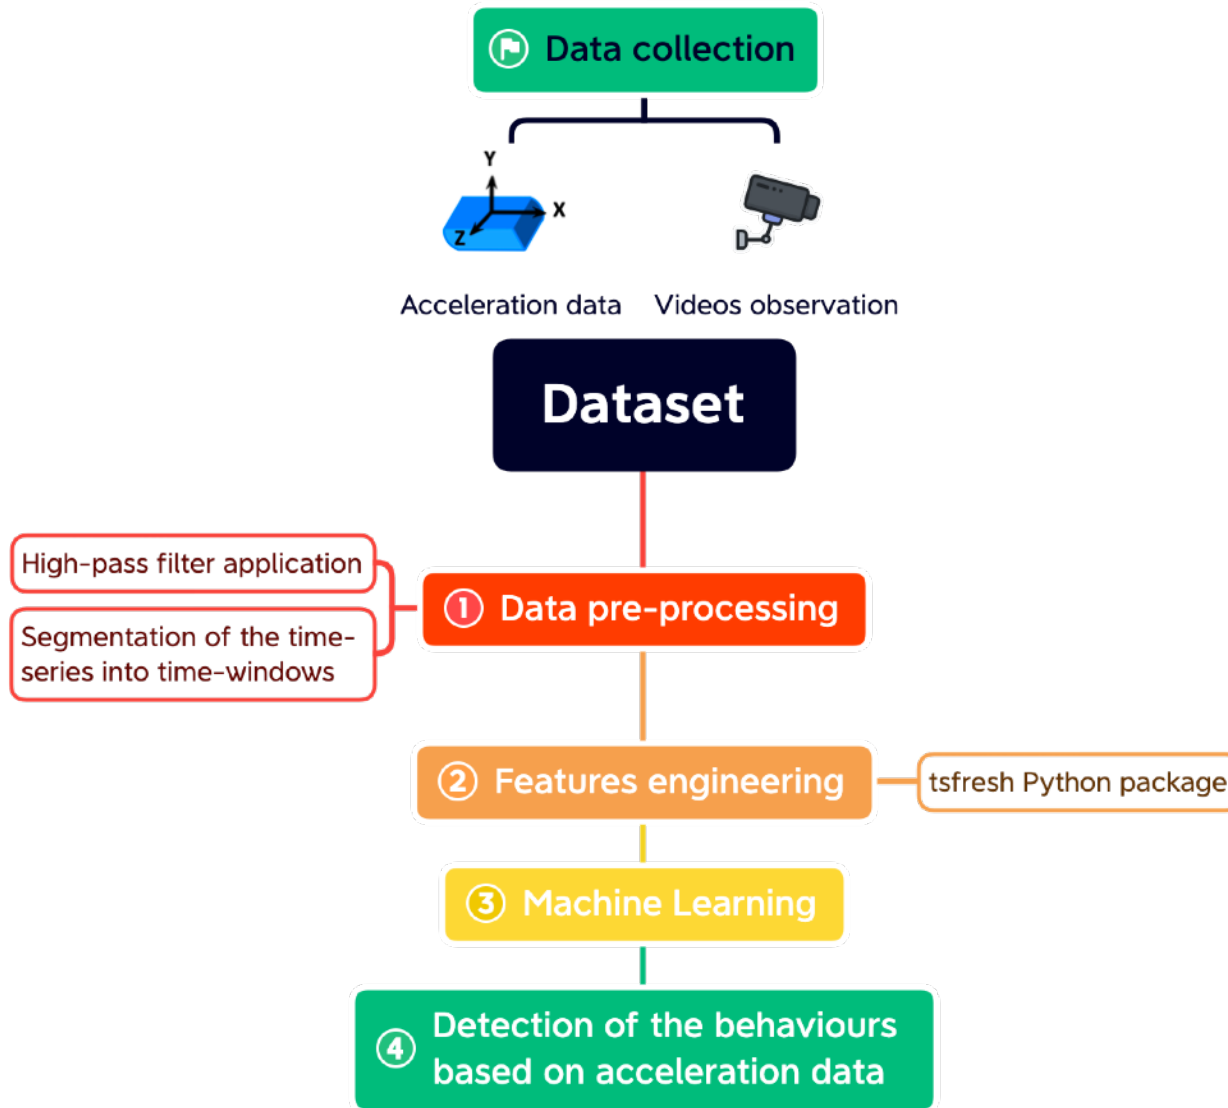 Data collection
Y
X
Z
Acceleration data
Videos observation
Dataset
High-pass filter application
Segmentation of the time-
series into time-windows
1 Data pre-processing
2 Features engineering
tsfresh Python package
3 Machine Learning
4 Detection of the behaviours
based on acceleration data